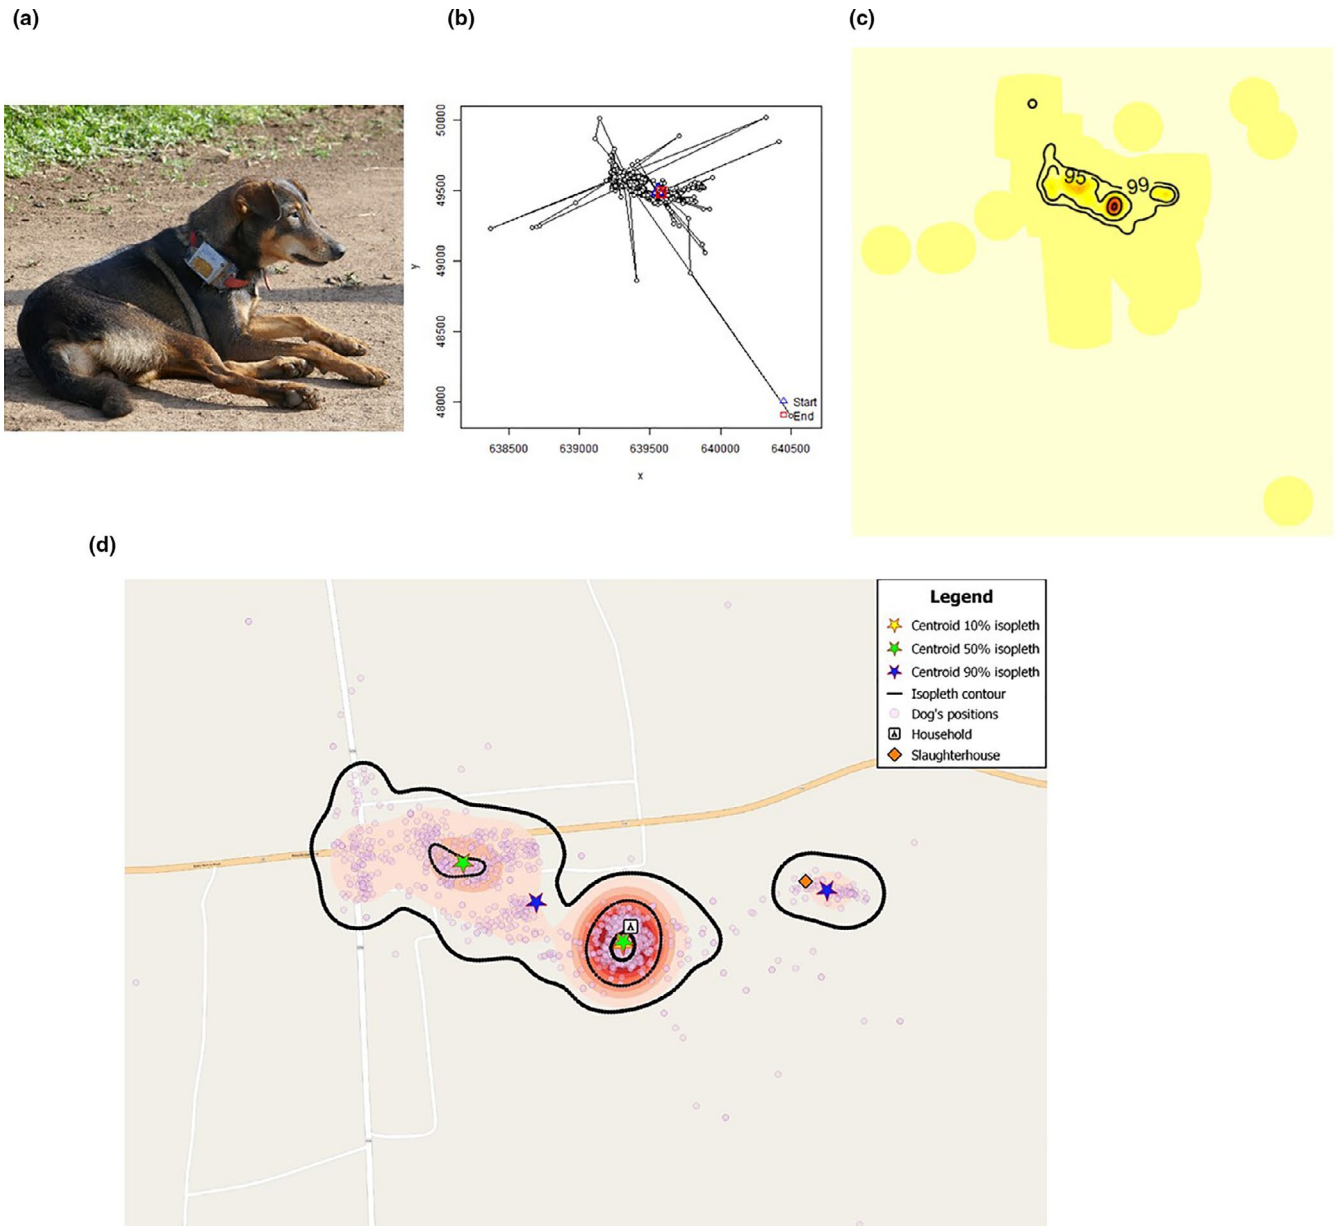 (a)
(b)
(c)
50000
49500
49000
48500
48000
y
Start
End
638500 639000 639500 640000 640500
x
95
99
(d)
Legend
Centroid 10% isopleth
Centroid 50% isopleth
Centroid 90% isopleth
Isopleth contour
Dog's positions
Household
Slaughterhouse